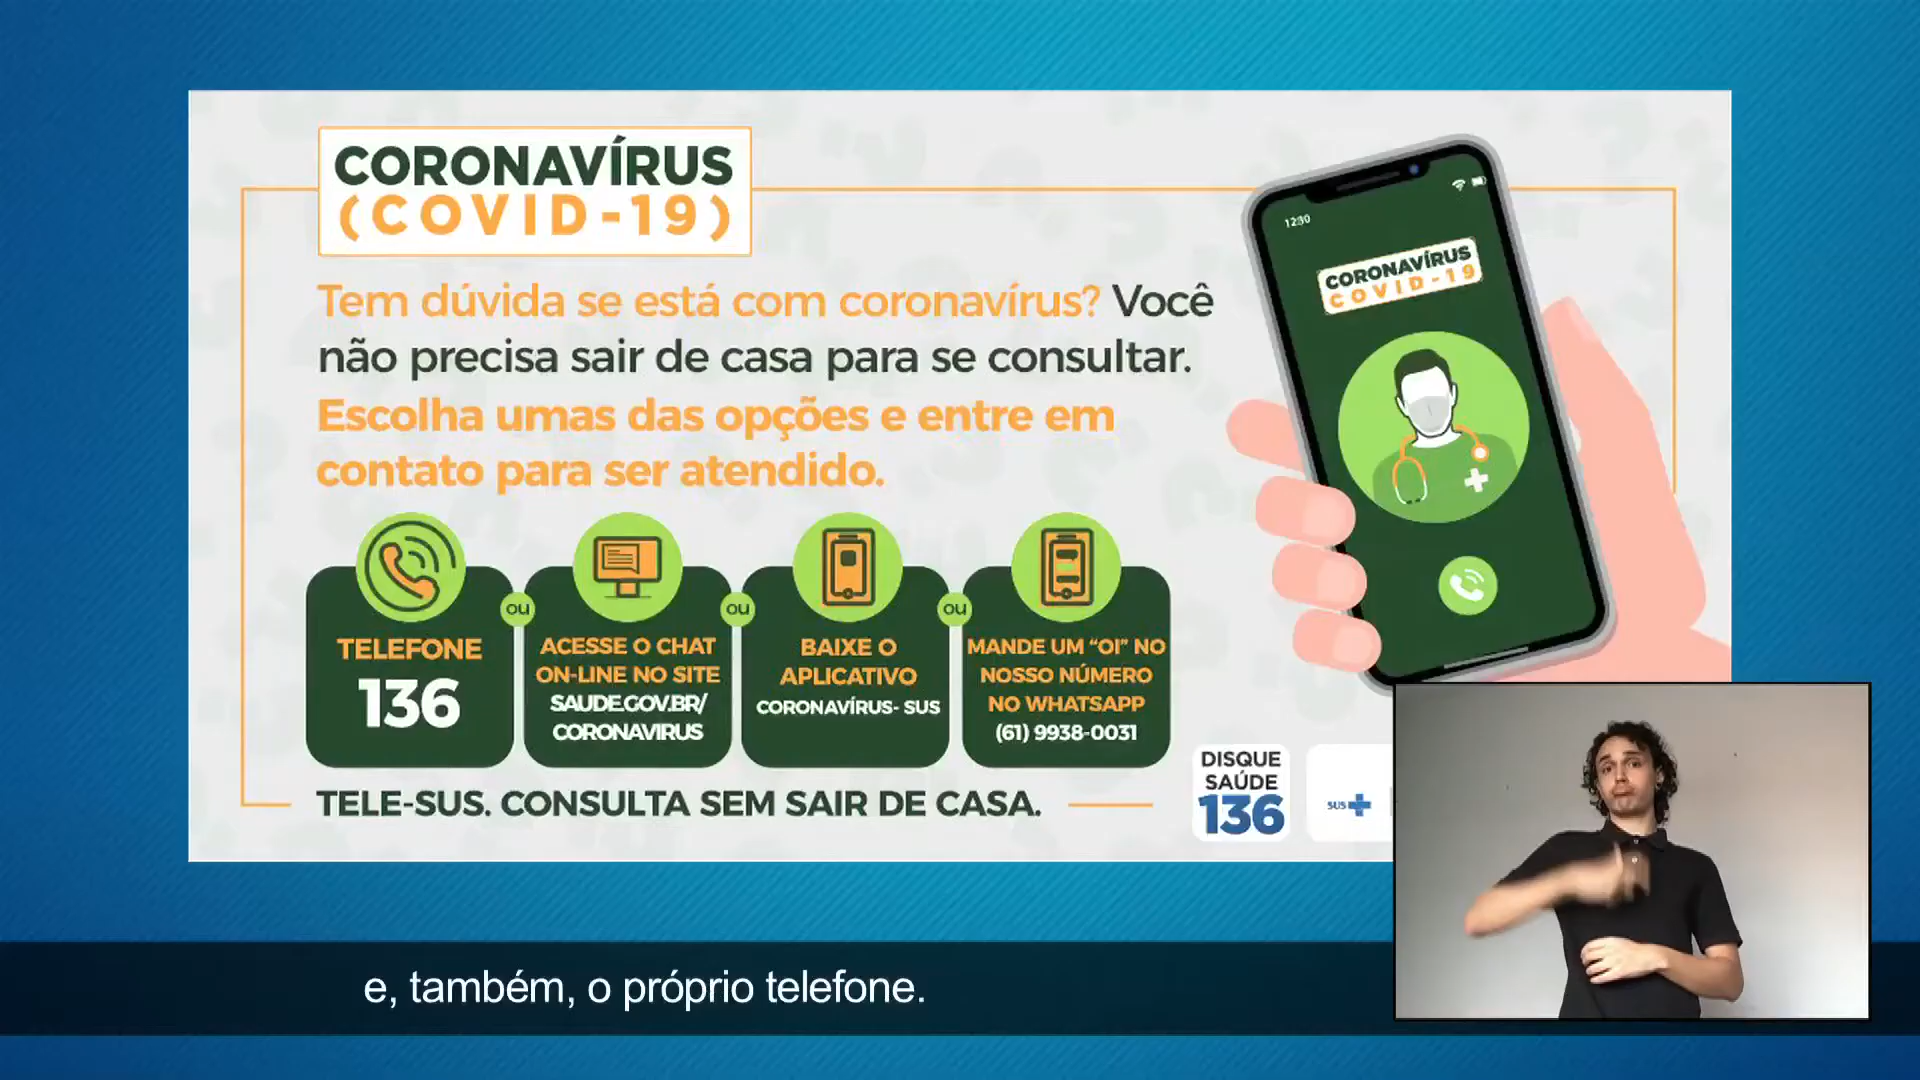 CORONAVÍRUS
(COVID-19)
Tem dúvida se está com coronavírus? Você
não precisa sair de casa para se consultar.
Escolha umas das opções e entre em
contato para ser atendido.
TELEFONE
136
ou
ACESSE O CHAT
ON-LINE NO SITE
SAUDE.GOV.BR/
CORONAVIRUS
ou
BAIXE O
APLICATIVO
CORONAVÍRUS- SUS
ou
MANDE UM “OI” NO
NOSSO NÚMERO
NO WHATSAPP
(61) 9938-0031
TELE-SUS. CONSULTA SEM SAIR DE CASA.
12:30
CORONAVÍRUS
COVID-19
DISQUE
SAÚDE
136
SUS
e, também, o próprio telefone.